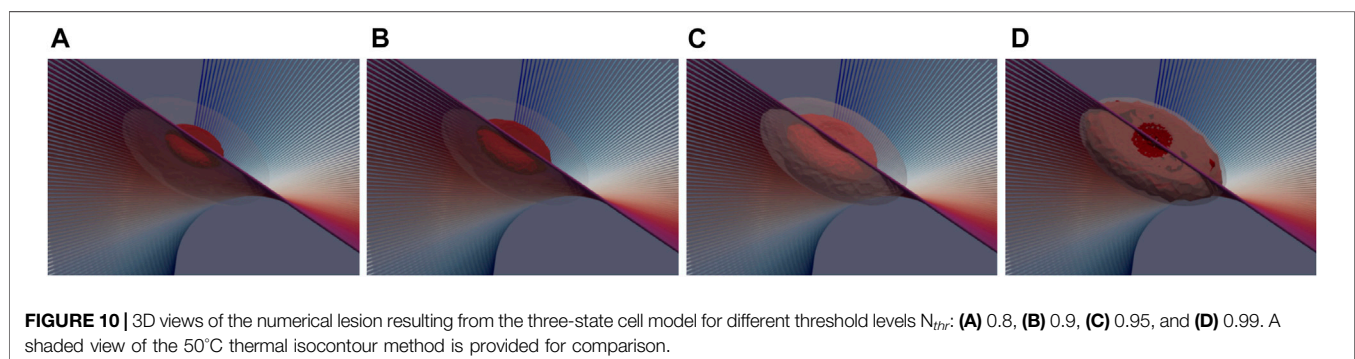 A B C D
FIGURE 10 | 3D views of the numerical lesion resulting from the three-state cell model for different threshold levels Nthr: (A) 0.8, (B) 0.9, (C) 0.95, and (D) 0.99. A
shaded view of the 50°C thermal isocontour method is provided for comparison.